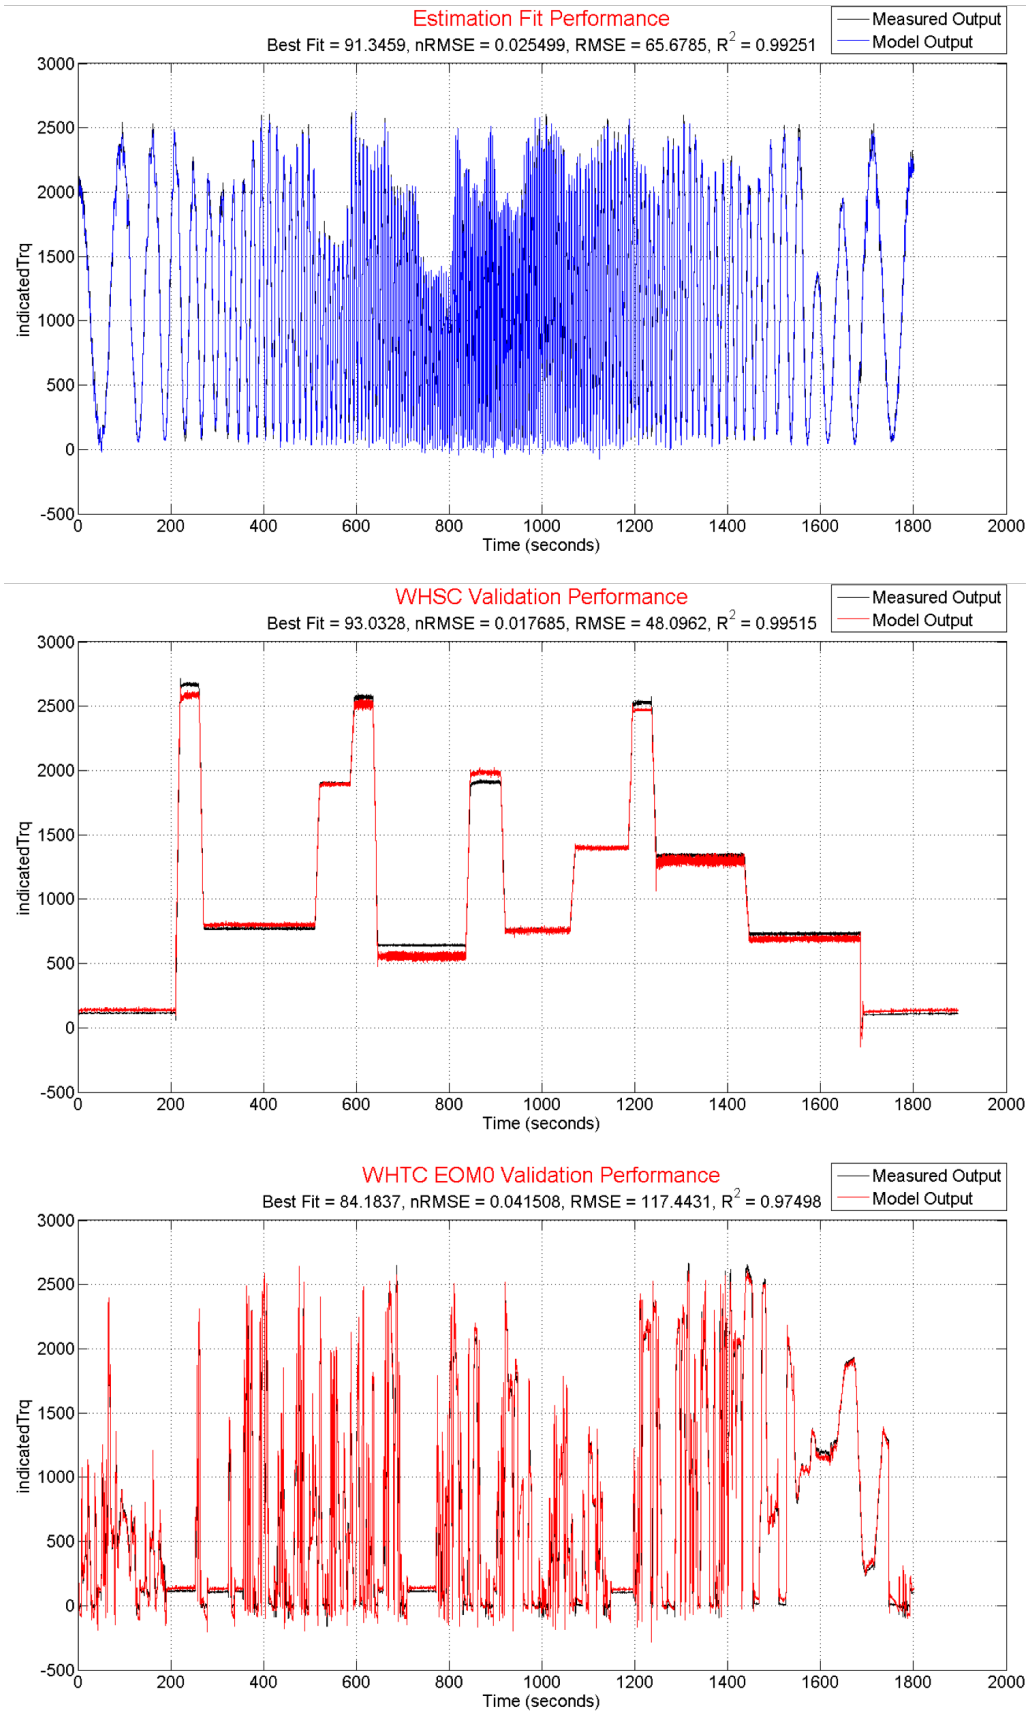 Estimation Fit Performance
Best Fit = 91.3459, nRMSE = 0.025499, RMSE = 65.6785, R² = 0.99251
Measured Output
Model Output
3000
2500
2000
1500
1000
500
0
-500
indicatedTrq
0 200 400 600 800 1000 1200 1400 1600 1800 2000
Time (seconds)
WHSC Validation Performance
Best Fit = 93.0328, nRMSE = 0.017685, RMSE = 48.0962, R² = 0.99515
Measured Output
Model Output
3000
2500
2000
1500
1000
500
0
-500
indicatedTrq
0 200 400 600 800 1000 1200 1400 1600 1800 2000
Time (seconds)
WHTC EOM0 Validation Performance
Best Fit = 84.1837, nRMSE = 0.041508, RMSE = 117.4431, R² = 0.97498
Measured Output
Model Output
3000
2500
2000
1500
1000
500
0
-500
indicatedTrq
0 200 400 600 800 1000 1200 1400 1600 1800 2000
Time (seconds)